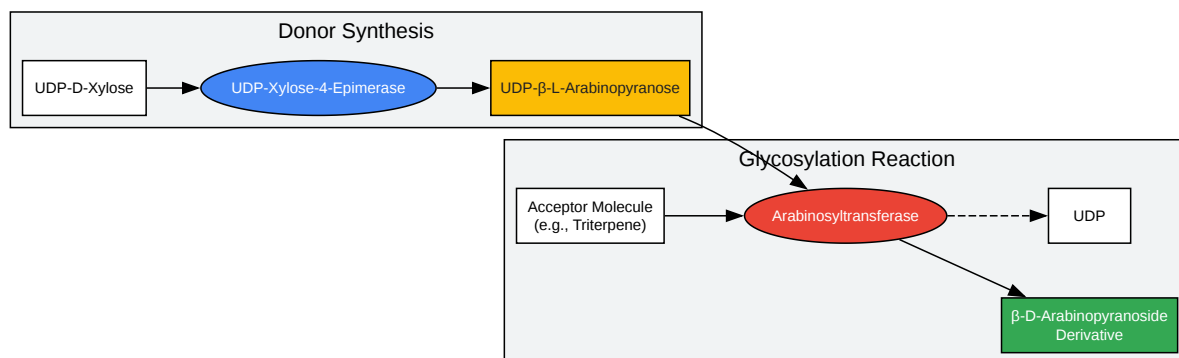 Donor Synthesis
UDP-D-Xylose
UDP-Xylose-4-Epimerase
UDP-β-L-Arabinopyranose
Glycosylation Reaction
Acceptor Molecule
(e.g., Triterpene)
Arabinosyltransferase
UDP
β-D-Arabinopyranoside
Derivative